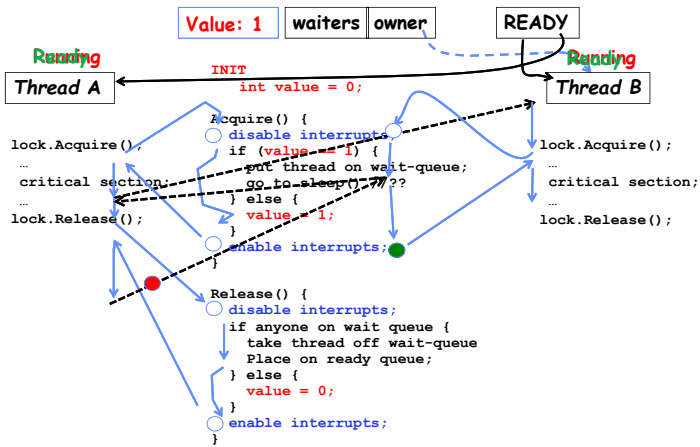 Value: 1 waiters owner READY
Running Ready Running Ready
INIT
Thread A int value = 0; Thread B
Acquire() {
disable interrupts;
lock.Acquire(); if (value == 1) { lock.Acquire();
… put thread on wait-queue; …
critical section; go to sleep() ?? critical section;
… } else { …
lock.Release(); value = 1; lock.Release();
}
enable interrupts;
}
Release() {
disable interrupts;
if anyone on wait queue {
take thread off wait-queue
Place on ready queue;
} else {
value = 0;
}
enable interrupts;
}